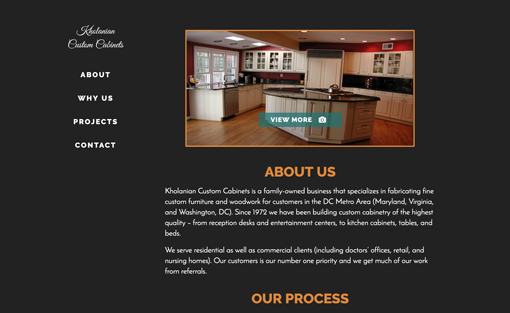 Kholanian
Custom Cabinets
ABOUT
WHY US
PROJECTS
CONTACT
VIEW MORE
ABOUT US
Kholanian Custom Cabinets is a family-owned business that specializes in fabricating fine
custom furniture and woodwork for customers in the DC Metro Area (Maryland, Virginia,
and Washington, DC). Since 1972 we have been building custom cabinetry of the highest
quality – from reception desks and entertainment centers, to kitchen cabinets, tables, and
beds.
We serve residential as well as commercial clients (including doctors' offices, retail, and
nursing homes). Our customers is our number one priority and we get much of our work
from referrals.
OUR PROCESS